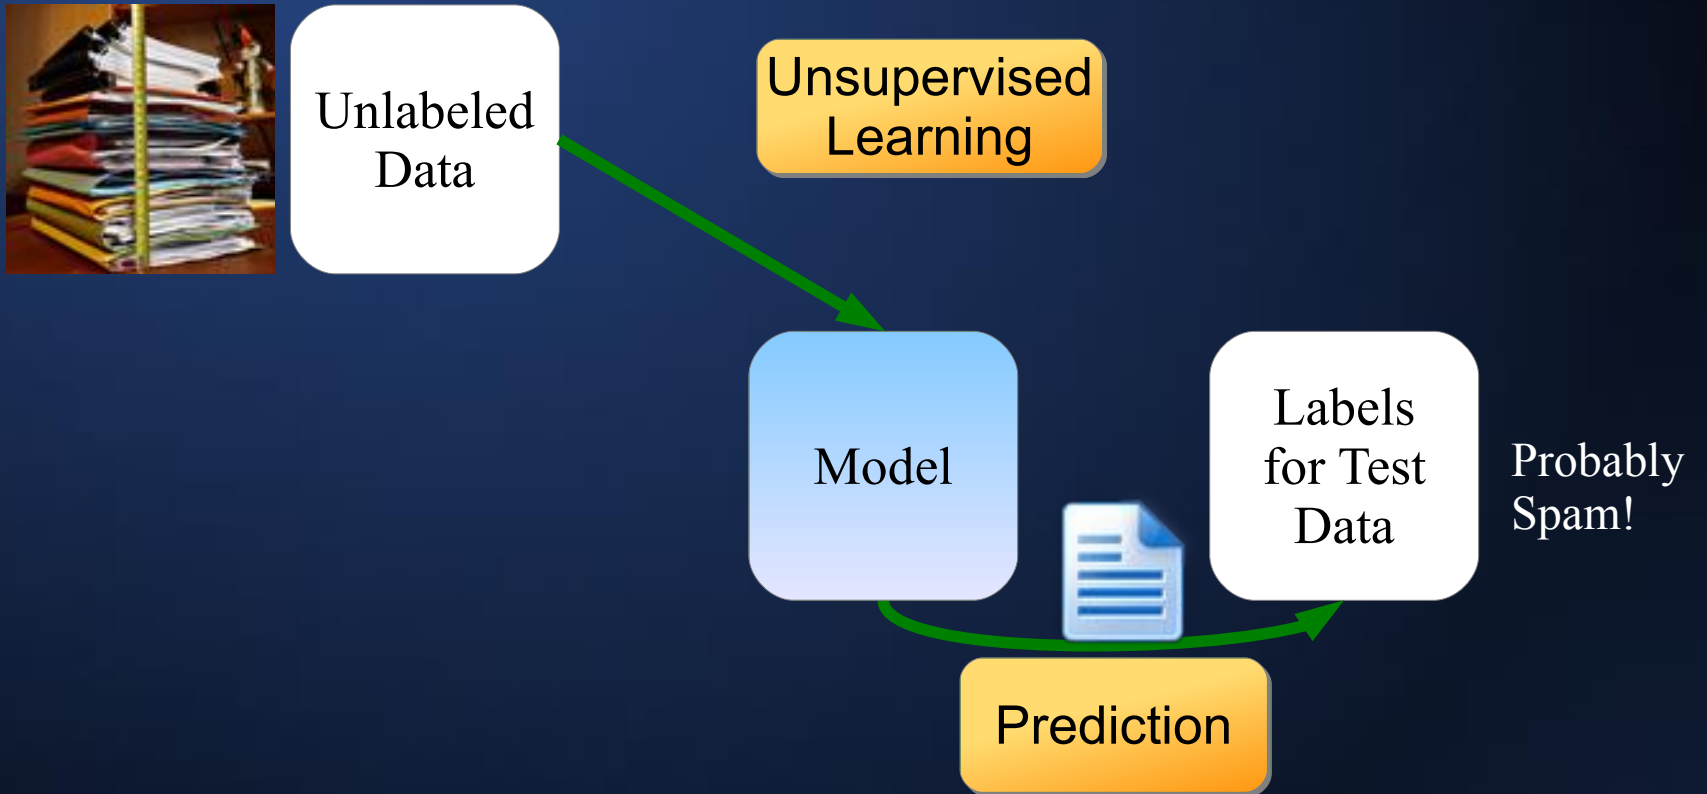 Unlabeled
Data
Unsupervised
Learning
Model
Labels
for Test
Data
Probably
Spam!
Prediction